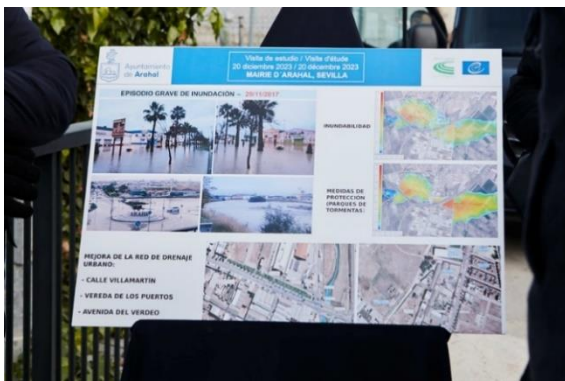 Ayuntamiento
de Arahal
Visita de estudio / Visite d'étude
20 diciembre 2023 / 20 décembre 2023
MAIRIE D'ARAHAL, SEVILLA
EPISODIO GRAVE DE INUNDACIÓN - 29/11/2017
INUNDABILIDAD
MEDIDAS DE
PROTECCIÓN
(PARQUES DE
TORMENTAS)
MEJORA DE LA RED DE DRENAJE
URBANO:
- CALLE VILLAMARTIN
- VEREDA DE LOS PUERTOS
- AVENIDA DEL VERDEO